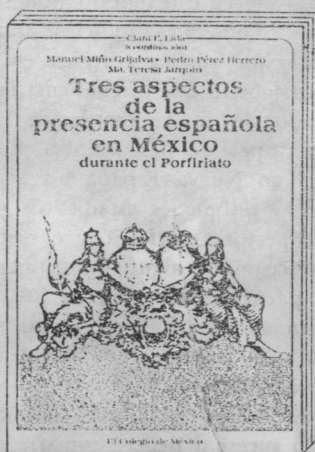 Clara E. Lida
(coordinación)
Manuel Miño Grijalva • Pedro Pérez Herrero
Ma. Teresa Jarquín
Tres aspectos
de la
presencia española
en México
durante el Porfiriato
El Colegio de México